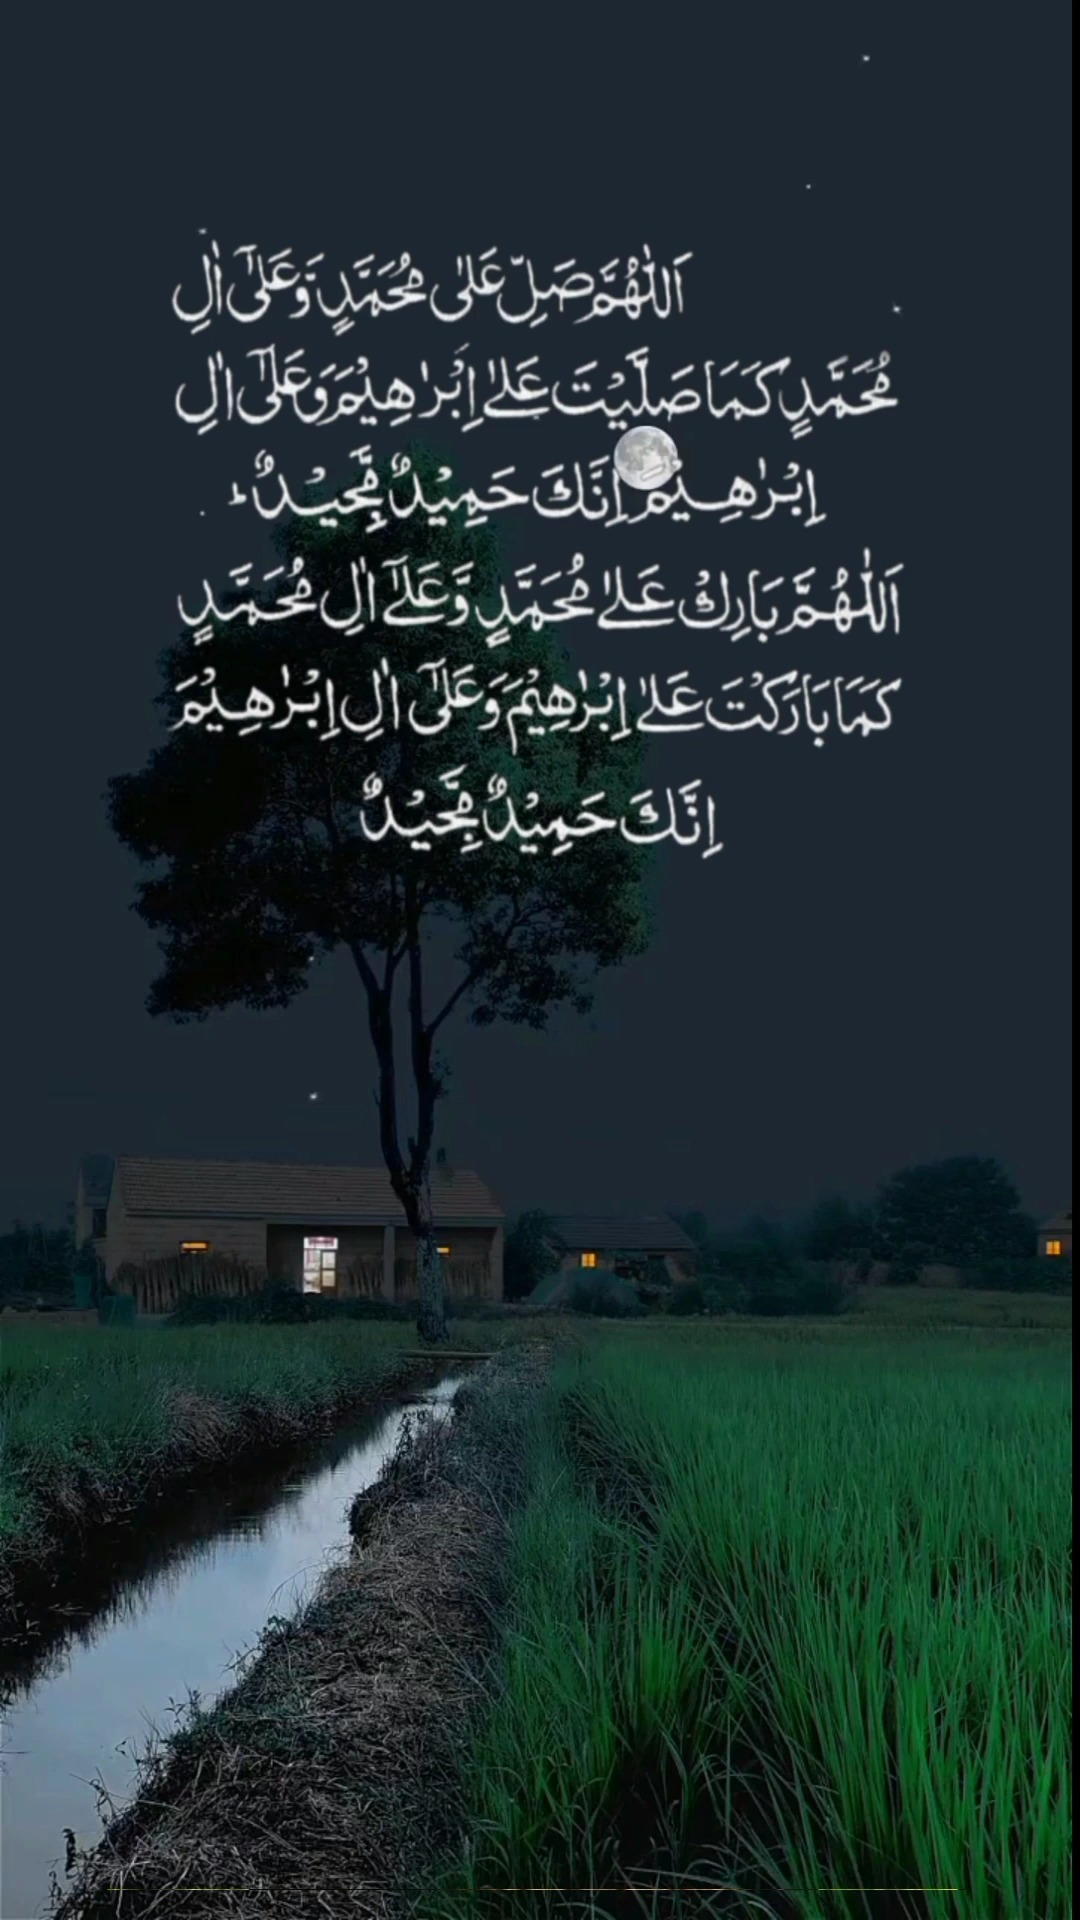 اَللّٰهُمَّ صَلِّ عَلٰى مُحَمَّدٍ وَّعَلٰٓى اٰلِ
مُحَمَّدٍ كَمَا صَلَّيْتَ عَلٰٓى اِبْرٰهِيْمَ وَعَلٰٓى اٰلِ
اِبْرٰهِيْمَ اِنَّكَ حَمِيْدٌ مَّجِيْدٌ ؕ
اَللّٰهُمَّ بَارِكْ عَلٰى مُحَمَّدٍ وَّعَلٰٓى اٰلِ مُحَمَّدٍ
كَمَا بَارَكْتَ عَلٰٓى اِبْرٰهِيْمَ وَعَلٰٓى اٰلِ اِبْرٰهِيْمَ
اِنَّكَ حَمِيْدٌ مَّجِيْدٌ